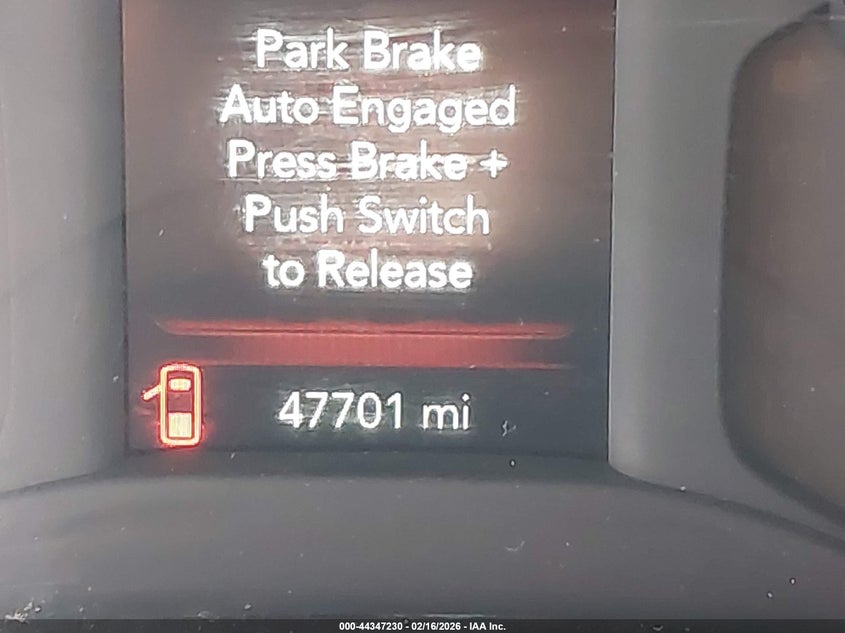 Park Brake
Auto Engaged
Press Brake +
Push Switch
to Release
47701 mi
000-44347230 - 02/16/2026 - IAA Inc.